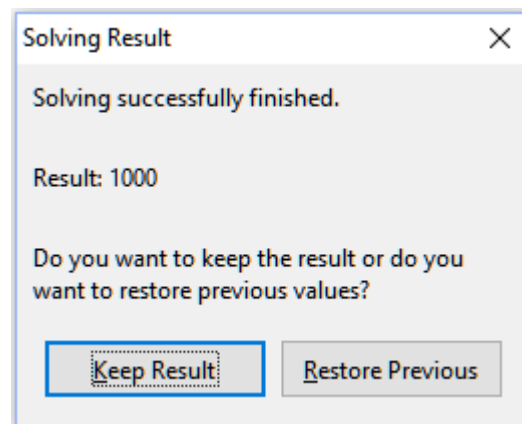 Solving Result
Solving successfully finished.
Result: 1000
Do you want to keep the result or do you
want to restore previous values?
Keep Result
Restore Previous